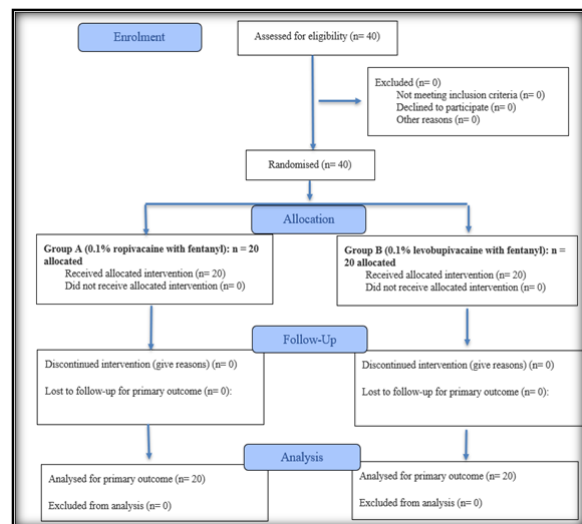 Enrolment
Assessed for eligibility (n= 40)
Excluded (n= 0)
Not meeting inclusion criteria (n= 0)
Declined to participate (n= 0)
Other reasons (n= 0)
Randomised (n= 40)
Allocation
Group A (0.1% ropivacaine with fentanyl): n = 20
allocated
Received allocated intervention (n= 20)
Did not receive allocated intervention (n= 0)
Group B (0.1% levobupivacaine with fentanyl): n =
20 allocated
Received allocated intervention (n= 20)
Did not receive allocated intervention (n= 0)
Follow-Up
Discontinued intervention (give reasons) (n= 0)
Lost to follow-up for primary outcome (n= 0):
Discontinued intervention (give reasons) (n= 0)
Lost to follow-up for primary outcome (n= 0):
Analysis
Analysed for primary outcome (n= 20)
Excluded from analysis (n= 0)
Analysed for primary outcome (n= 20)
Excluded from analysis (n= 0)